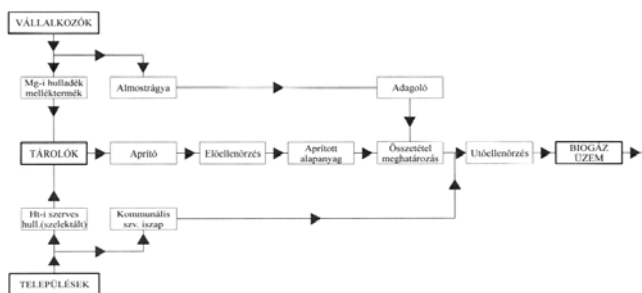 VÁLLALKOZÓK
Mg-i hulladék
melléktermék
Almostrágya
Adagoló
TÁROLÓK
Aprító
Előellenőrzés
Aprított
alapanyag
Összetétel
meghatározás
Utóellenőrzés
BIOGÁZ
ÜZEM
Ht-i szerves
hull.(szelektált)
Kommunális
szv. iszap
TELEPÜLÉSEK